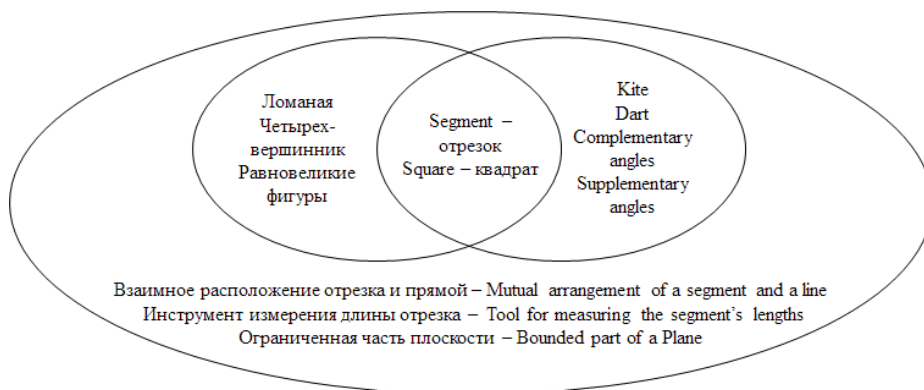 Ломаная
Четырех-
вершинник
Равновеликие
фигуры
Segment –
отрезок
Square – квадрат
Kite
Dart
Complementary
angles
Supplementary
angles
Взаимное расположение отрезка и прямой – Mutual arrangement of a segment and a line
Инструмент измерения длины отрезка – Tool for measuring the segment's lengths
Ограниченная часть плоскости – Bounded part of a Plane